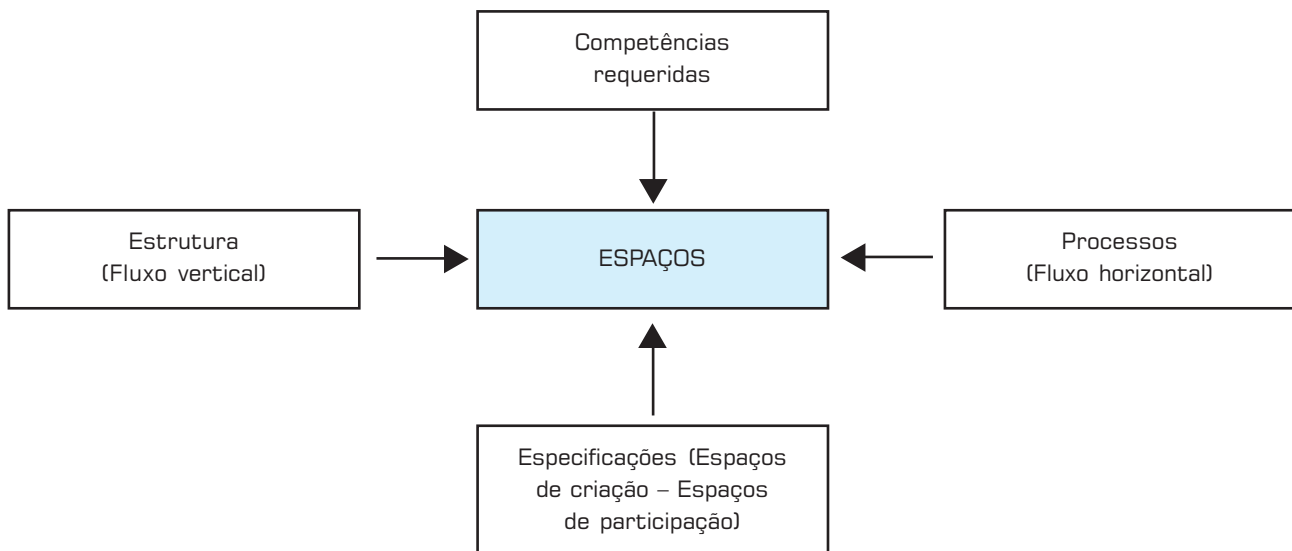 Competências
requeridas
Estrutura
(Fluxo vertical)
ESPAÇOS
Processos
(Fluxo horizontal)
Especificações (Espaços
de criação – Espaços
de participação)